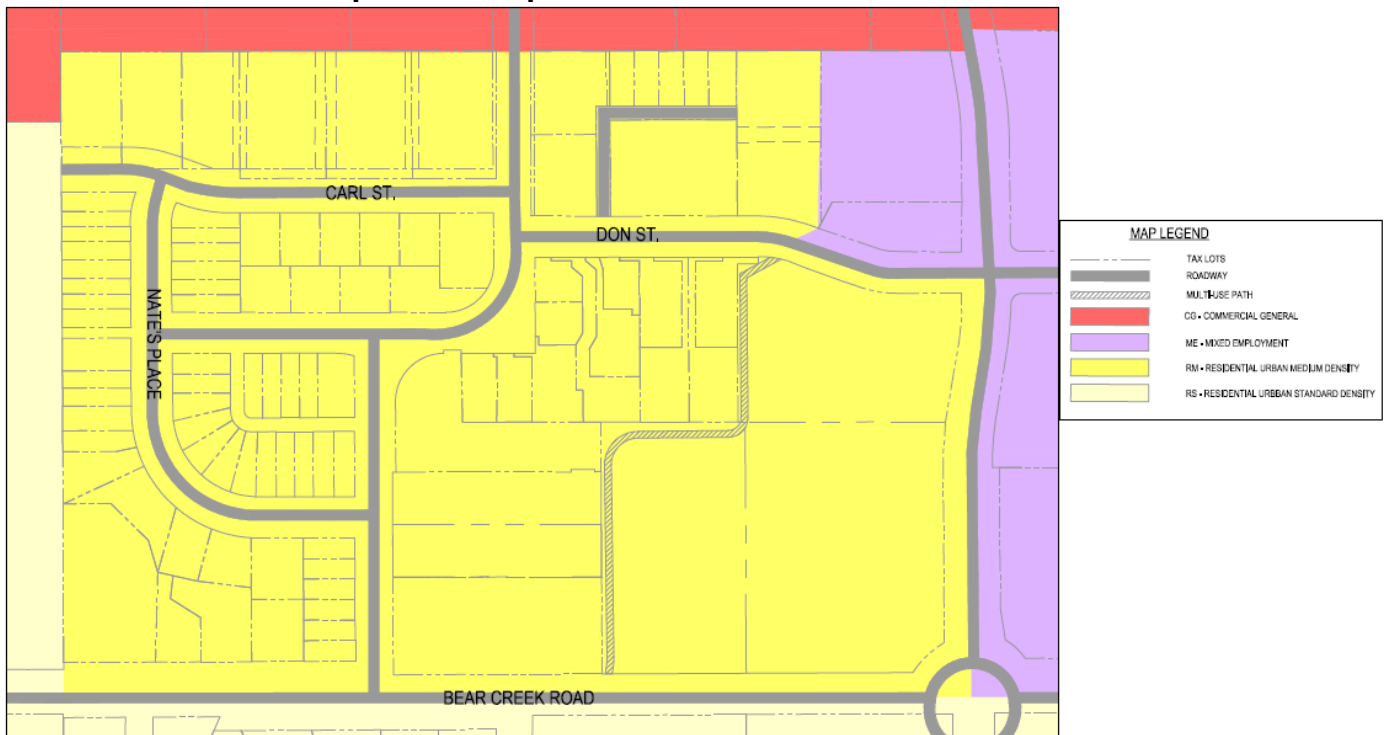 CARL ST.
DON ST.
NATE'S PLACE
BEAR CREEK ROAD
MAP LEGEND
TAX LOTS
ROADWAY
MULTI-USE PATH
CG - COMMERCIAL GENERAL
ME - MIXED EMPLOYMENT
RM - RESIDENTIAL URBAN MEDIUM DENSITY
RS - RESIDENTIAL URBBAN STANDARD DENSITY